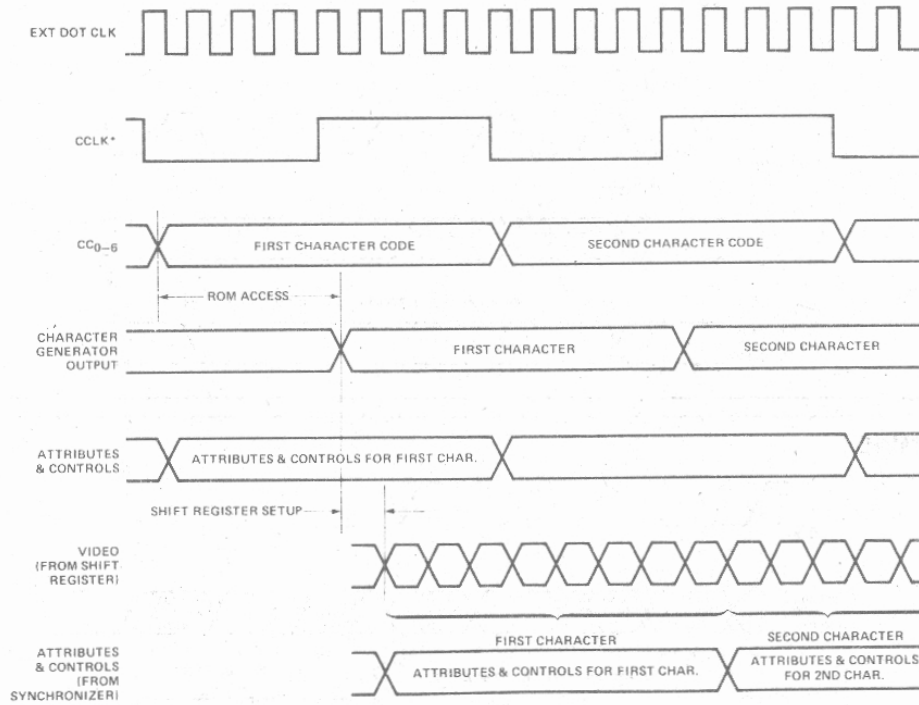 EXT DOT CLK
CCLK*
CC0–6
FIRST CHARACTER CODE
SECOND CHARACTER CODE
ROM ACCESS
CHARACTER
GENERATOR
OUTPUT
FIRST CHARACTER
SECOND CHARACTER
ATTRIBUTES
& CONTROLS
ATTRIBUTES & CONTROLS FOR FIRST CHAR.
SHIFT REGISTER SETUP
VIDEO
(FROM SHIFT
REGISTER)
FIRST CHARACTER
SECOND CHARACTER
ATTRIBUTES
& CONTROLS
(FROM
SYNCHRONIZER)
ATTRIBUTES & CONTROLS FOR FIRST CHAR.
ATTRIBUTES & CONTROLS
FOR 2ND CHAR.